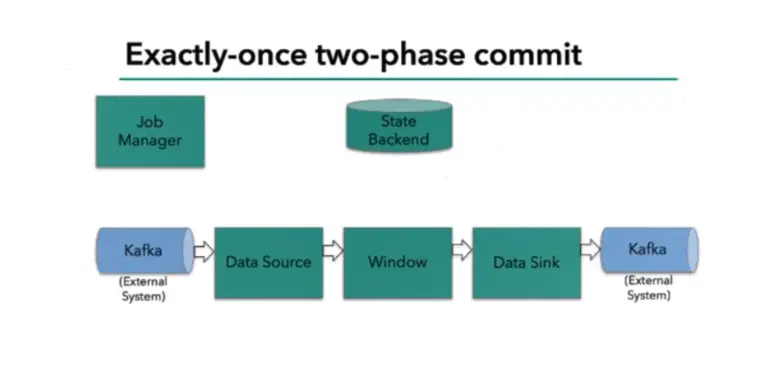 Exactly-once two-phase commit
Job
Manager
State
Backend
Kafka
Data Source
Window
Data Sink
Kafka
(External
System)
(External
System)